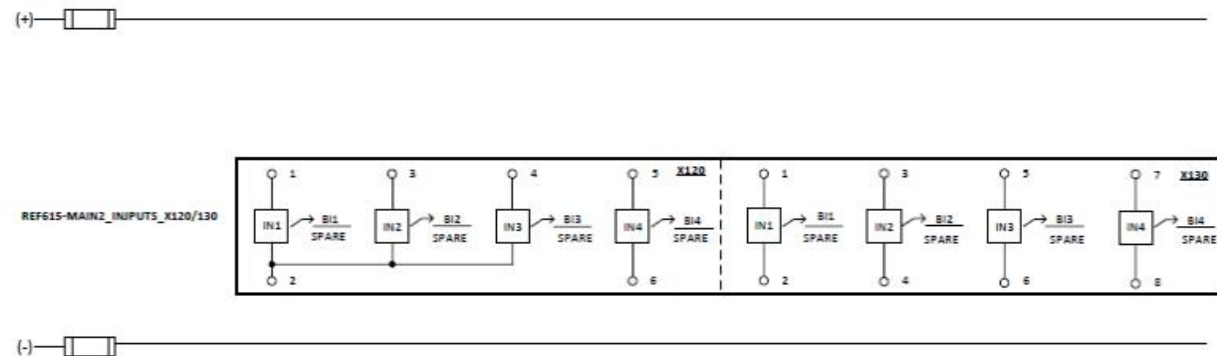 (+)
1 3 4 5 X120 1 3 5 7 X130
REF615-MAIN2_INJPUTS_X120/130
IN1 BI1 IN2 BI2 IN3 BI3 IN4 BI4 IN1 BI1 IN2 BI2 IN3 BI3 IN4 BI4
SPARE SPARE SPARE SPARE SPARE SPARE SPARE SPARE
2 6 2 4 6 8
(-)